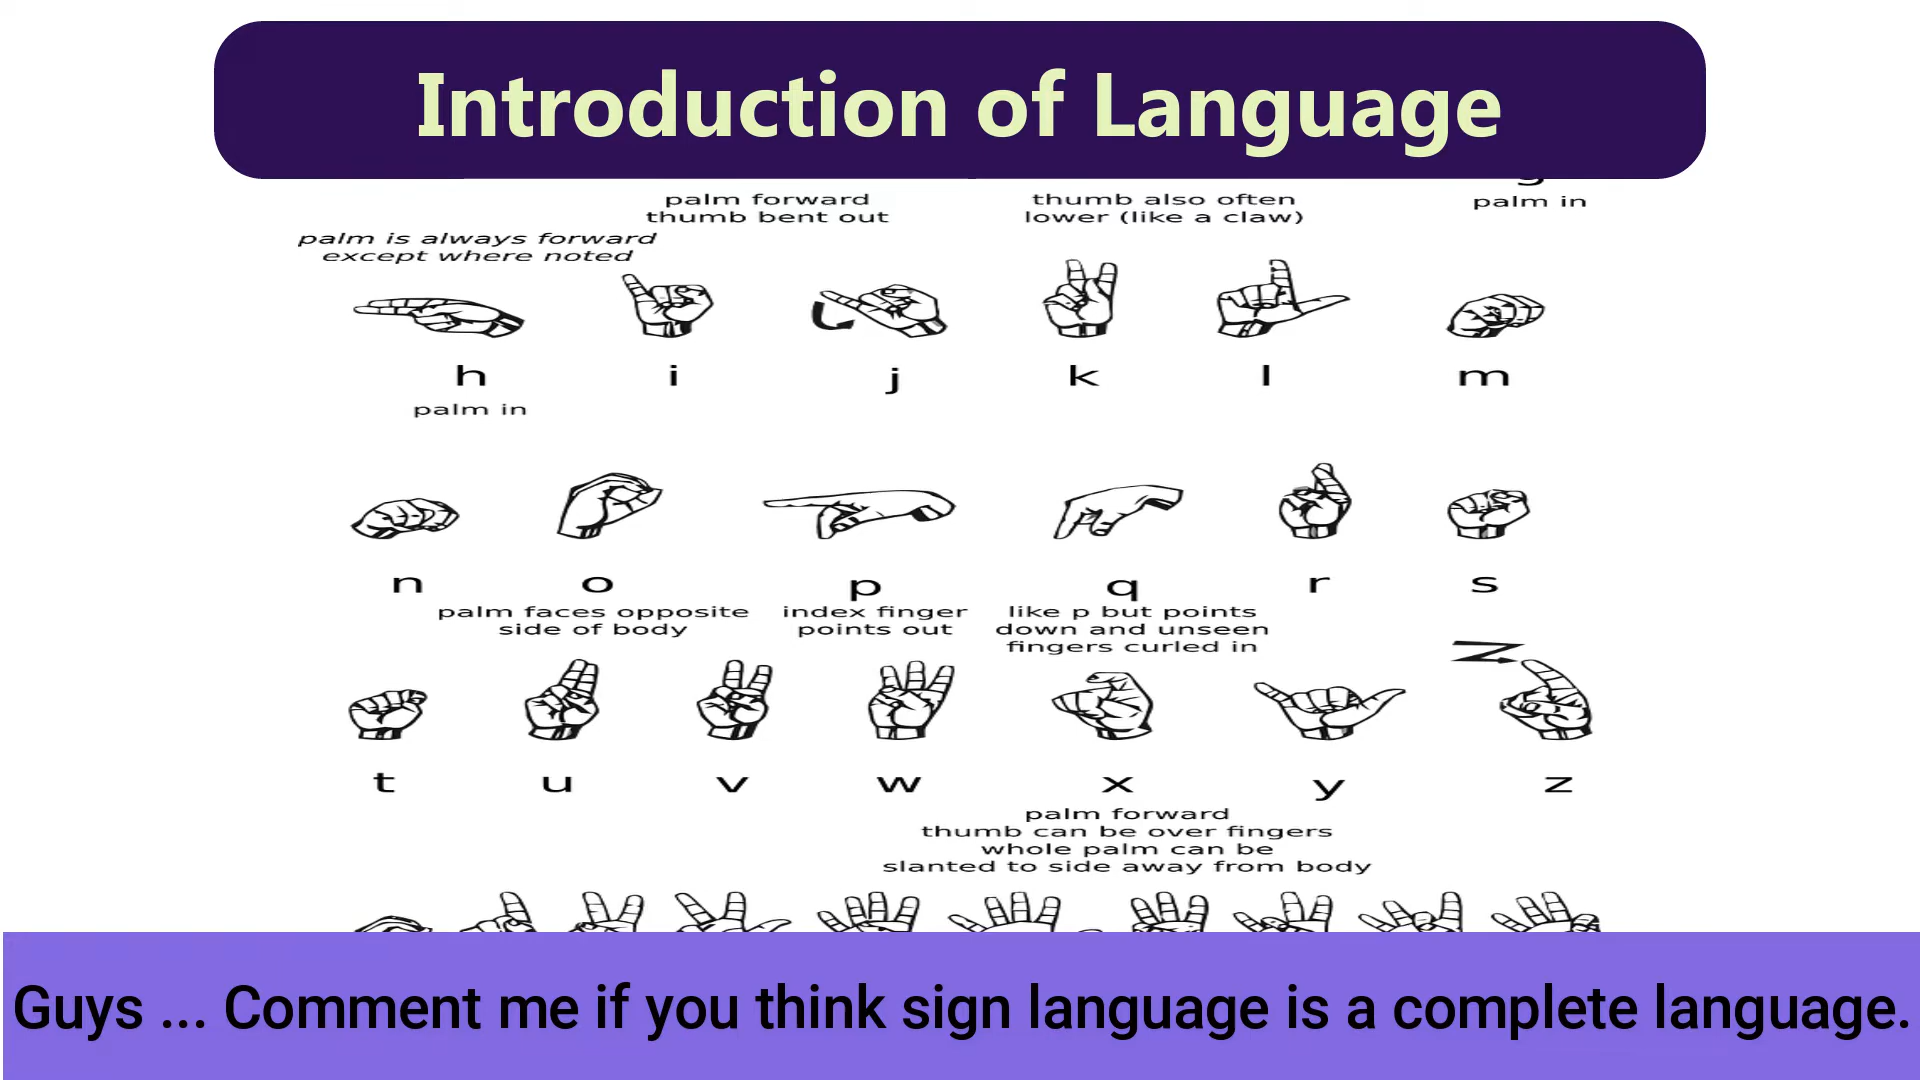 Introduction of Language
palm forward
thumb bent out
thumb also often
lower (like a claw)
palm in
palm is always forward
except where noted
h i j k l m
palm in
n o p q r s
palm faces opposite
side of body
index finger
points out
like p but points
down and unseen
fingers curled in
Z
t u v w x y z
palm forward
thumb can be over fingers
whole palm can be
slanted to side away from body
Guys ... Comment me if you think sign language is a complete language.